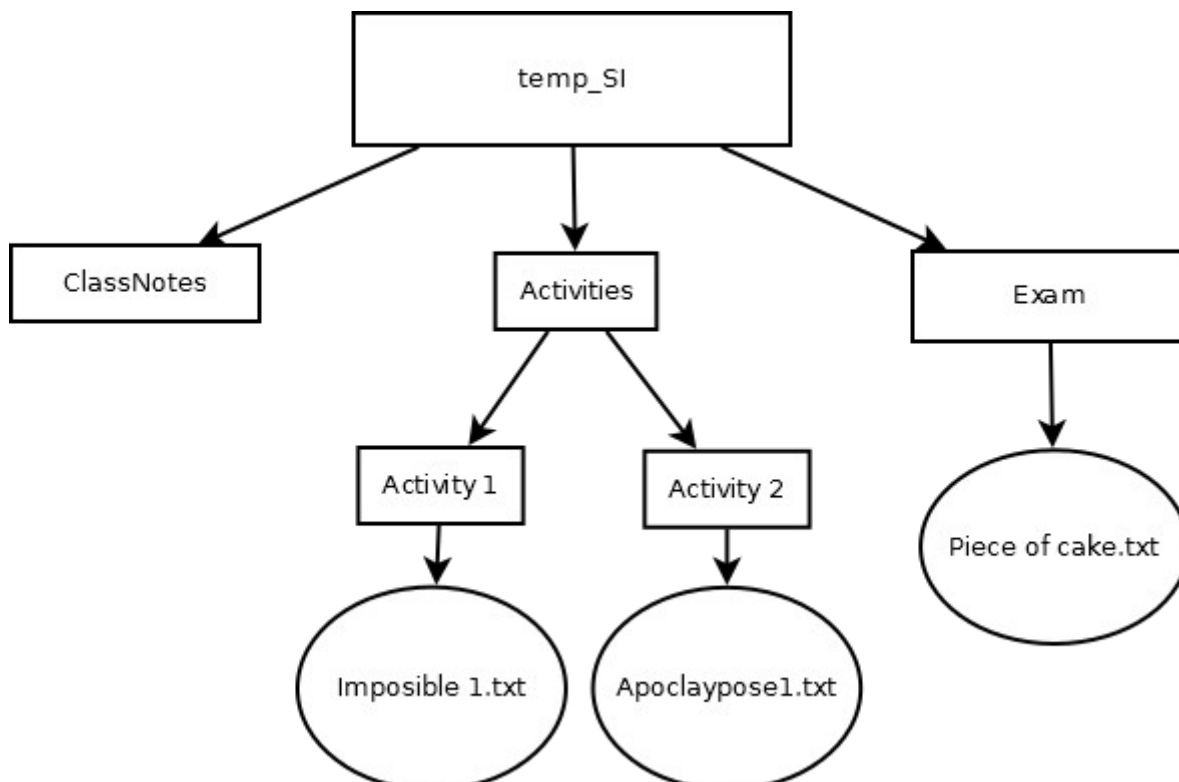 temp_SI
ClassNotes
Activities
Exam
Activity 1
Activity 2
Piece of cake.txt
Imposible 1.txt
Apoclaypose1.txt